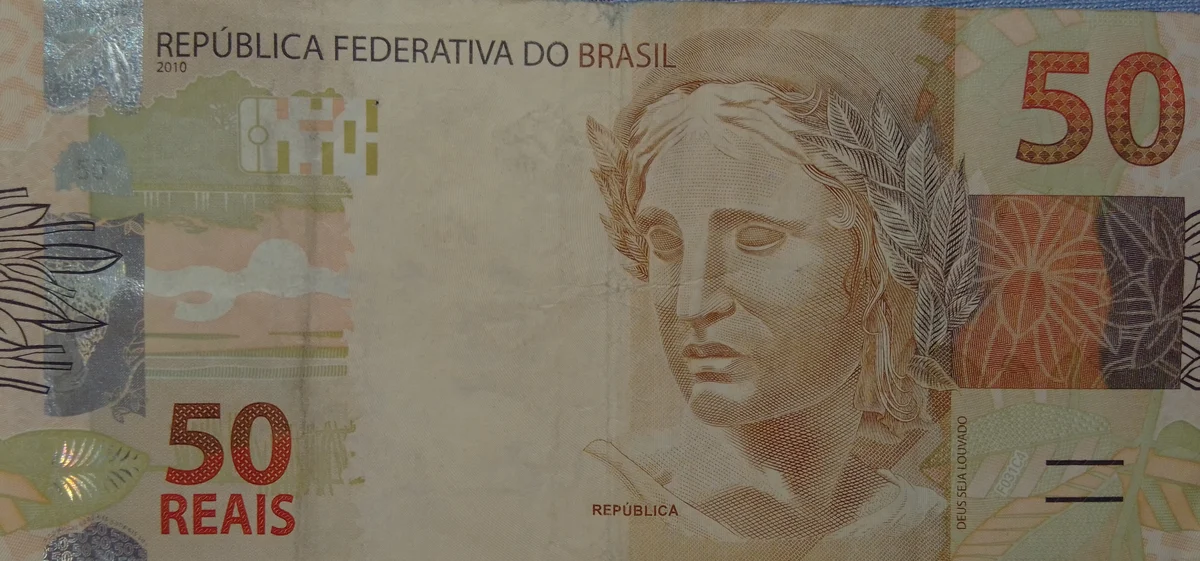 REPÚBLICA FEDERATIVA DO BRASIL
2010
50
50
REAIS
REPÚBLICA
DEUS SEJA LOUVADO